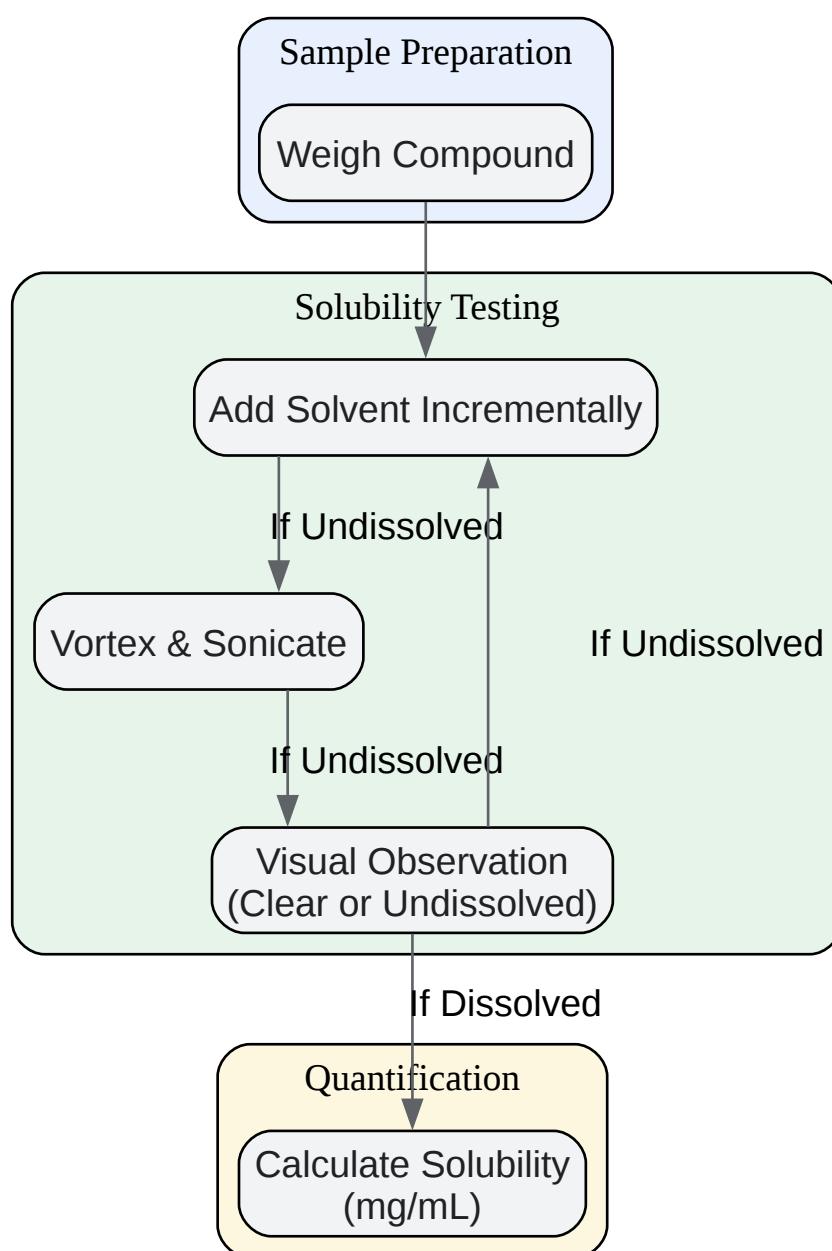 Sample Preparation
Weigh Compound
Solubility Testing
Add Solvent Incrementally
If Undissolved
Vortex & Sonicate
If Undissolved
If Undissolved
Visual Observation
(Clear or Undissolved)
If Dissolved
Quantification
Calculate Solubility
(mg/mL)